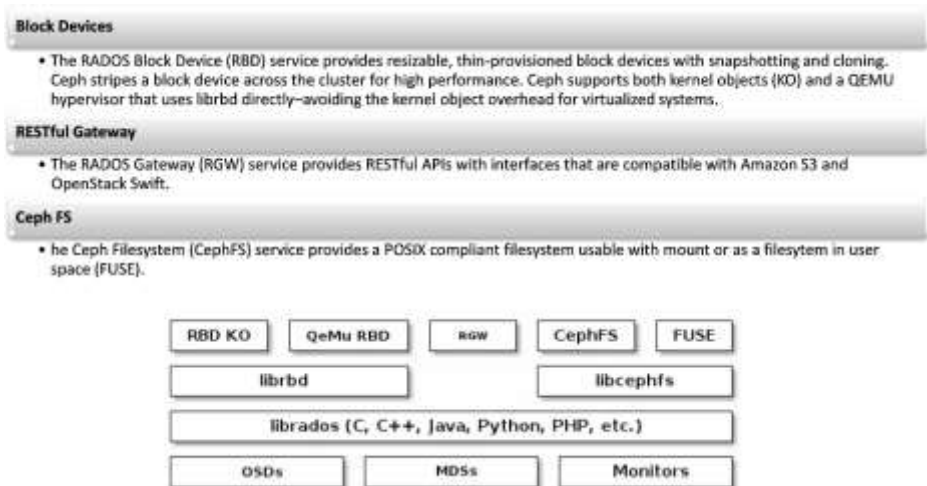 Block Devices
• The RADOS Block Device (RBD) service provides resizable, thin-provisioned block devices with snapshotting and cloning.
Ceph stripes a block device across the cluster for high performance. Ceph supports both kernel objects (KO) and a QEMU
hypervisor that uses librbd directly–avoiding the kernel object overhead for virtualized systems.
RESTful Gateway
• The RADOS Gateway (RGW) service provides RESTful APIs with interfaces that are compatible with Amazon S3 and
OpenStack Swift.
Ceph FS
• he Ceph Filesystem (CephFS) service provides a POSIX compliant filesystem usable with mount or as a filesytem in user
space (FUSE).
RBD KO QeMu RBD RGW CephFS FUSE
librbd libcephfs
librados (C, C++, Java, Python, PHP, etc.)
OSDs MDSs Monitors